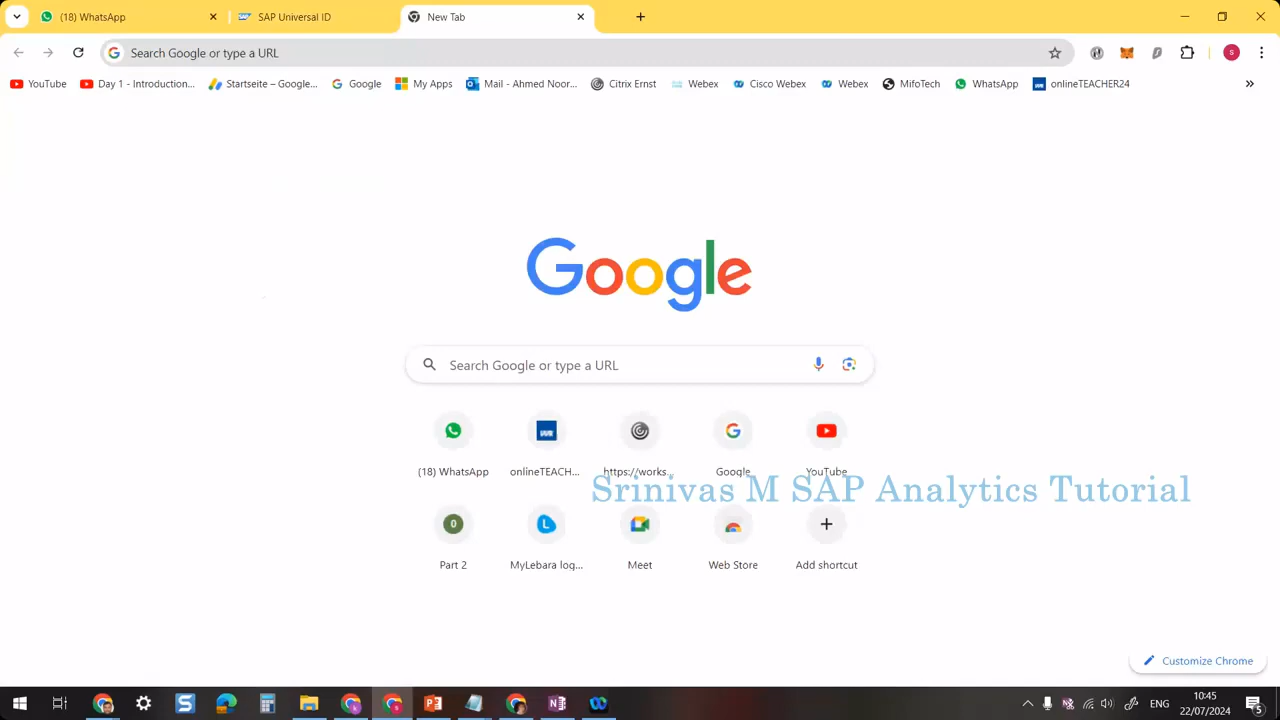 (18) WhatsApp
SAP Universal ID
New Tab
Search Google or type a URL
S
YouTube
Day 1 - Introduction...
Startseite – Google...
Google
My Apps
Mail - Ahmed Noor...
Citrix Ernst
Webex
Cisco Webex
Webex
MifoTech
WhatsApp
onlineTEACHER24
Google
Search Google or type a URL
(18) WhatsApp
onlineTEACH...
https://works...
Google
YouTube
Srinivas M SAP Analytics Tutorial
0
L
Part 2
MyLebara log...
Meet
Web Store
Add shortcut
Customize Chrome
ENG
10:45
22/07/2024
5